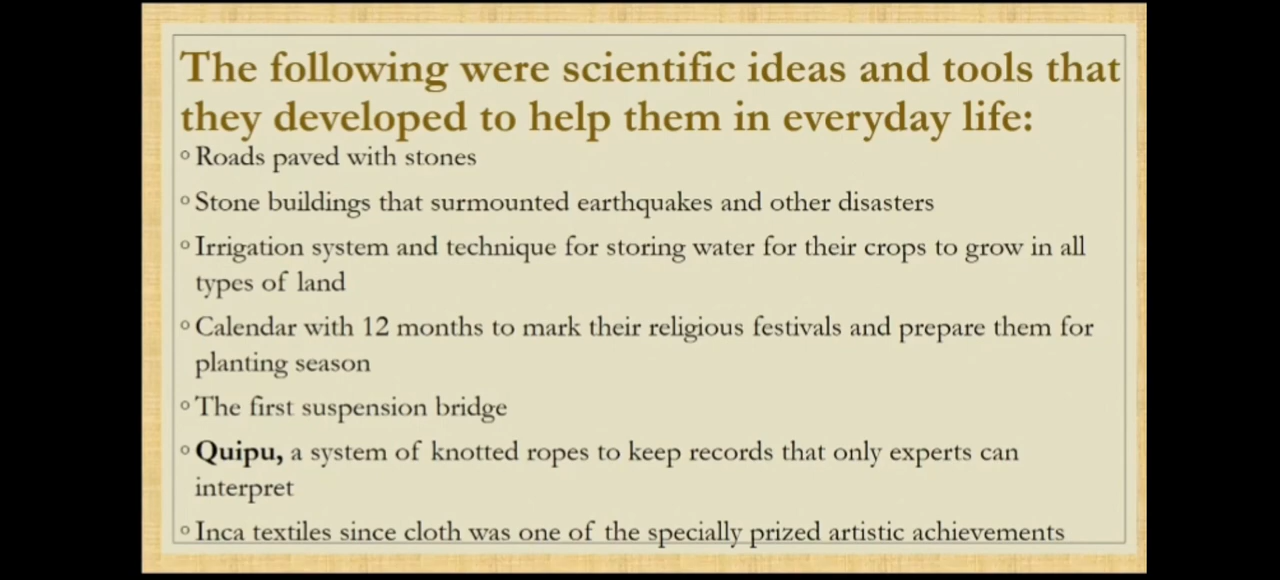 The following were scientific ideas and tools that
they developed to help them in everyday life:
° Roads paved with stones
° Stone buildings that surmounted earthquakes and other disasters
° Irrigation system and technique for storing water for their crops to grow in all
types of land
° Calendar with 12 months to mark their religious festivals and prepare them for
planting season
° The first suspension bridge
° Quipu, a system of knotted ropes to keep records that only experts can
interpret
° Inca textiles since cloth was one of the specially prized artistic achievements